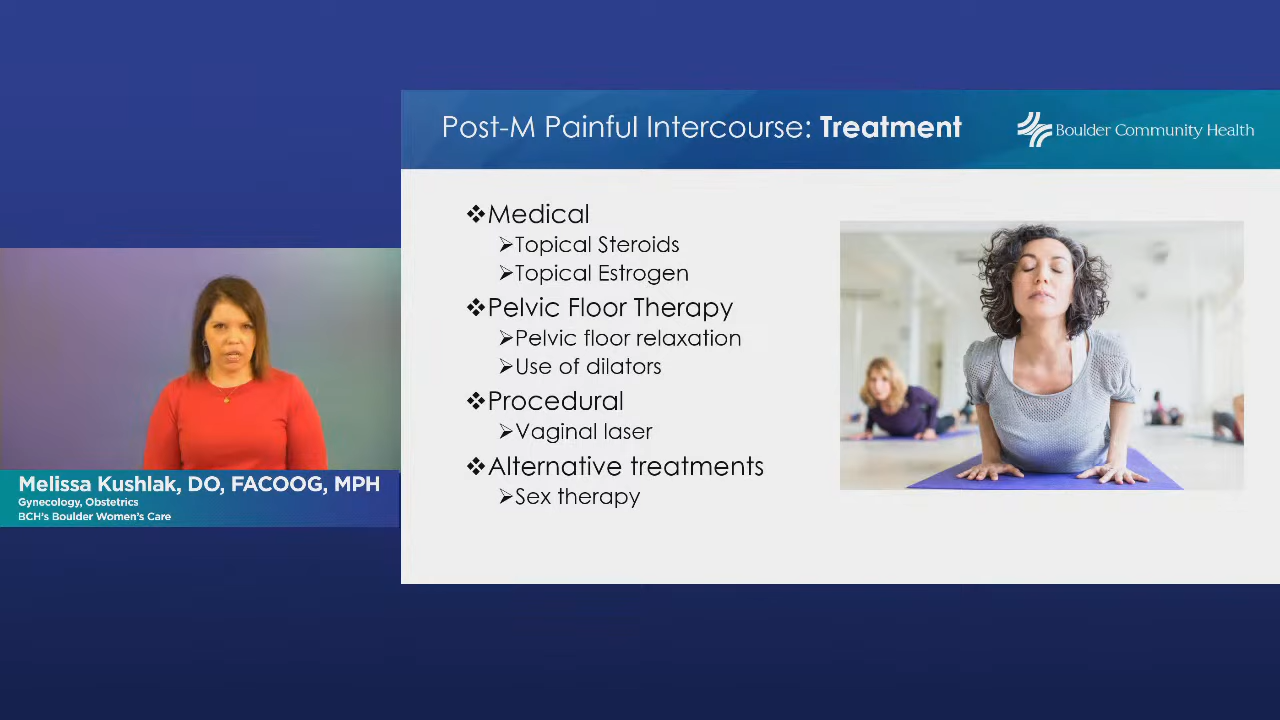 Post-M Painful Intercourse: Treatment
Boulder Community Health
❖Medical
➢Topical Steroids
➢Topical Estrogen
❖Pelvic Floor Therapy
➢Pelvic floor relaxation
➢Use of dilators
❖Procedural
➢Vaginal laser
❖Alternative treatments
➢Sex therapy
Melissa Kushlak, DO, FACOOG, MPH
Gynecology, Obstetrics
BCH's Boulder Women's Care